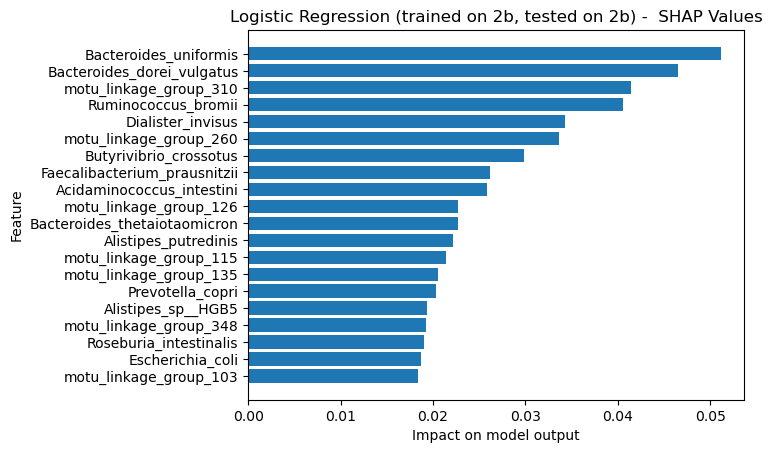 Logistic Regression (trained on 2b, tested on 2b) -  SHAP Values
Bacteroides_uniformis
Bacteroides_dorei_vulgatus
motu_linkage_group_310
Ruminococcus_bromii
Dialister_invisus
motu_linkage_group_260
Butyrivibrio_crossotus
Faecalibacterium_prausnitzii
Acidaminococcus_intestini
motu_linkage_group_126
Bacteroides_thetaiotaomicron
Alistipes_putredinis
motu_linkage_group_115
motu_linkage_group_135
Prevotella_copri
Alistipes_sp__HGB5
motu_linkage_group_348
Roseburia_intestinalis
Escherichia_coli
motu_linkage_group_103
Feature
0.00 0.01 0.02 0.03 0.04 0.05
Impact on model output